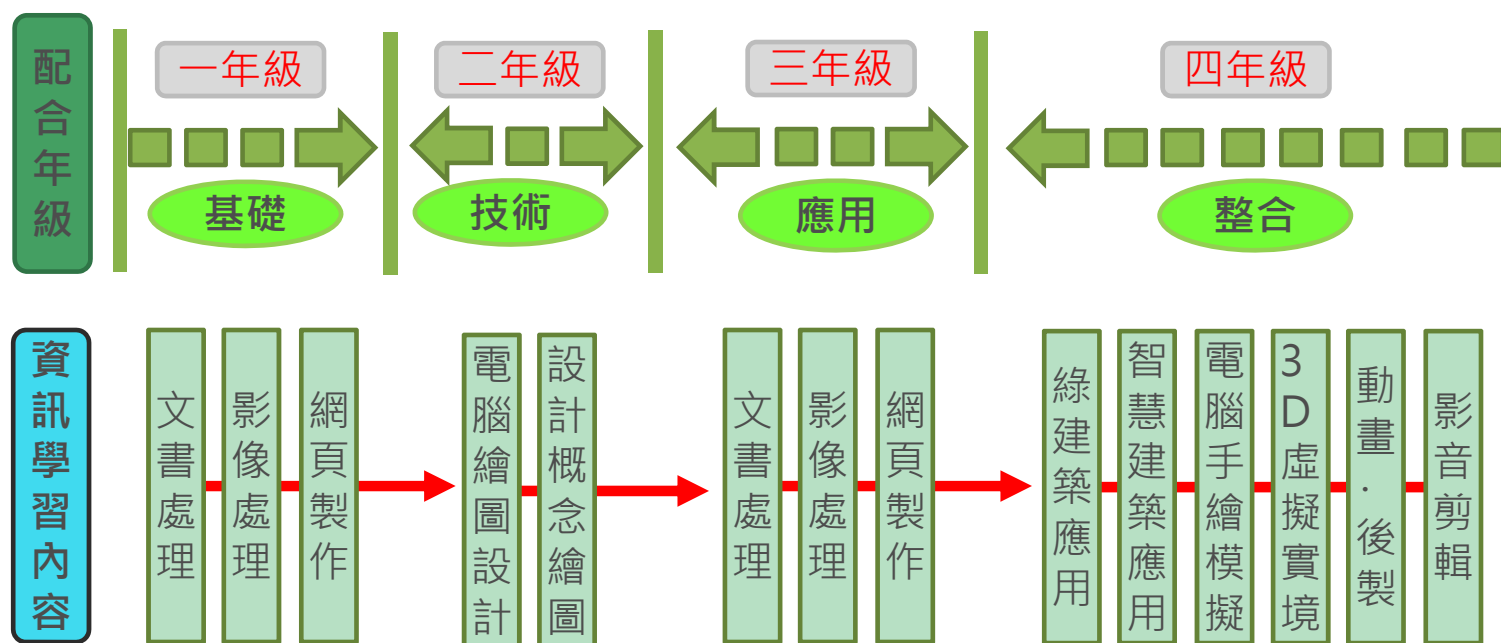 配合年級
一年級
二年級
三年級
四年級
基礎
技術
應用
整合
資訊學習內容
文書處理
影像處理
網頁製作
電腦繪圖設計
設計概念繪圖
文書處理
影像處理
網頁製作
綠建築應用
智慧建築應用
電腦手繪模擬
3D虛擬實境
動畫．後製
影音剪輯